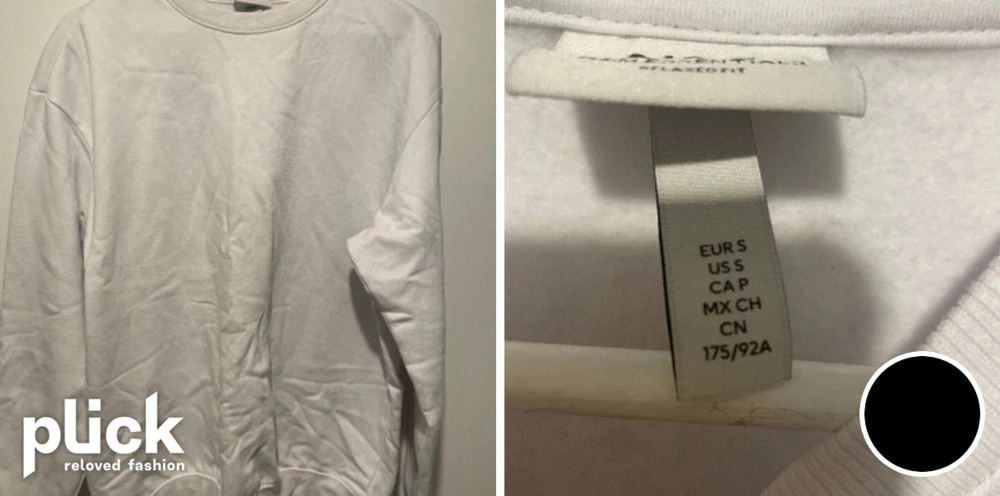 plick
reloved fashion
RELAXED FIT
EUR S
US S
CA P
MX CH
CN
175/92A